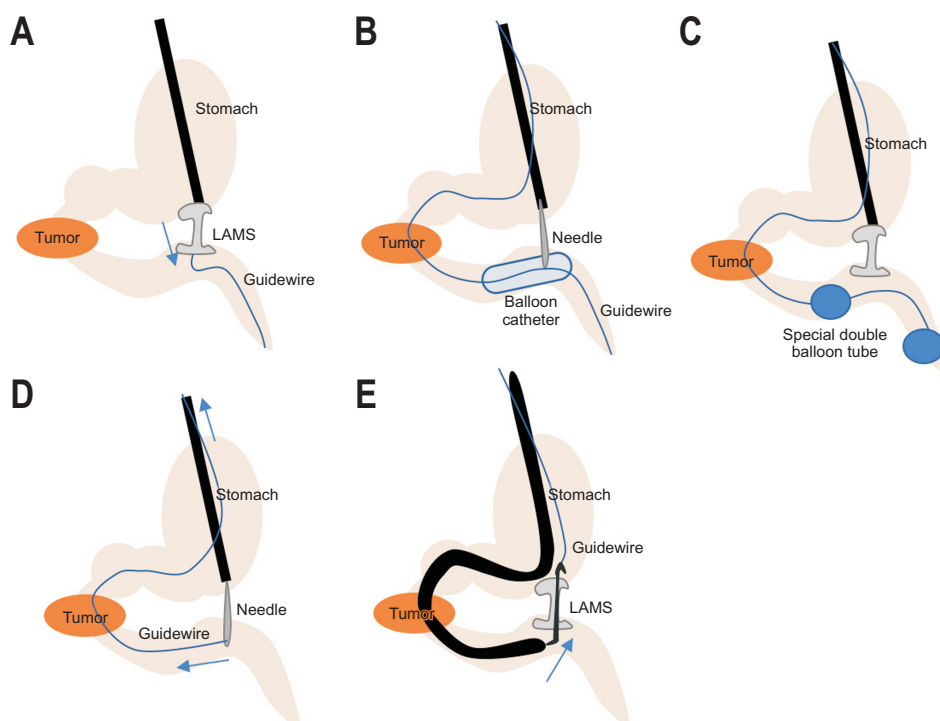 A
Stomach
LAMS
Tumor
Guidewire
B
Stomach
Needle
Tumor
Balloon
catheter
Guidewire
C
Stomach
Tumor
Special double
balloon tube
D
Stomach
Needle
Tumor
Guidewire
E
Stomach
Guidewire
LAMS
Tumor